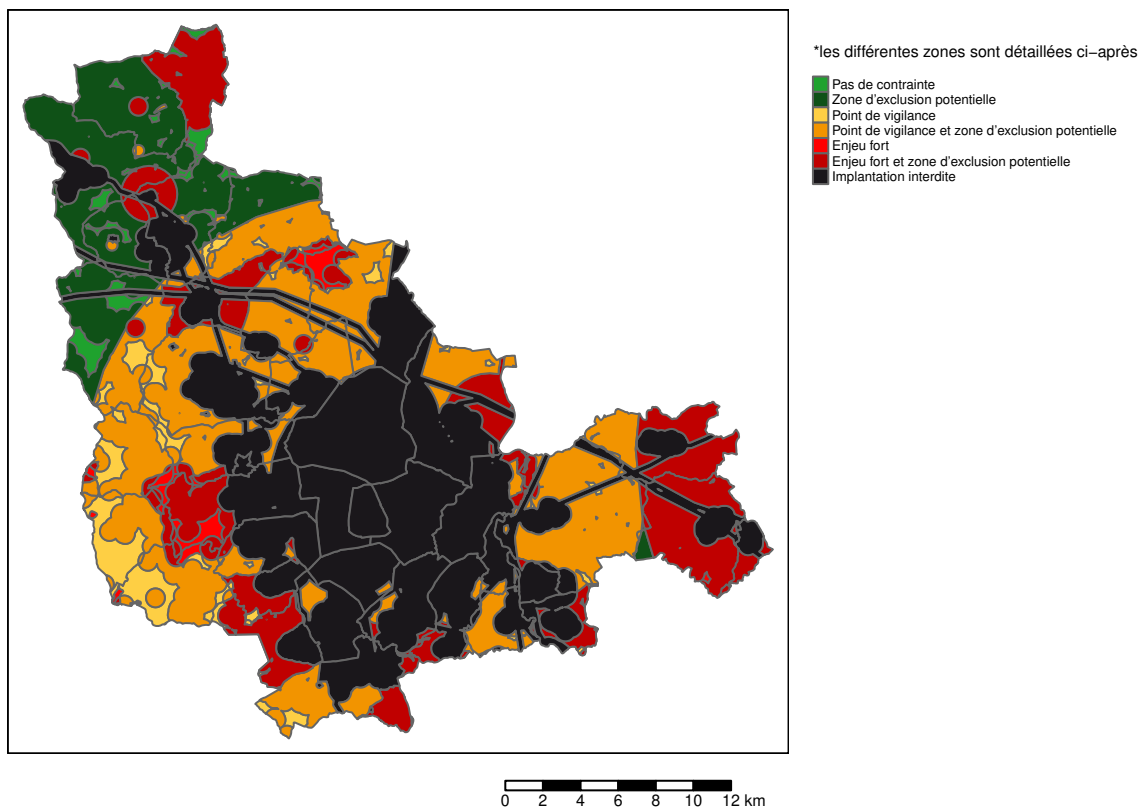 *les différentes zones sont détaillées ci−après
Pas de contrainte
Zone d'exclusion potentielle
Point de vigilance
Point de vigilance et zone d'exclusion potentielle
Enjeu fort
Enjeu fort et zone d'exclusion potentielle
Implantation interdite
0 2 4 6 8 10 12 km